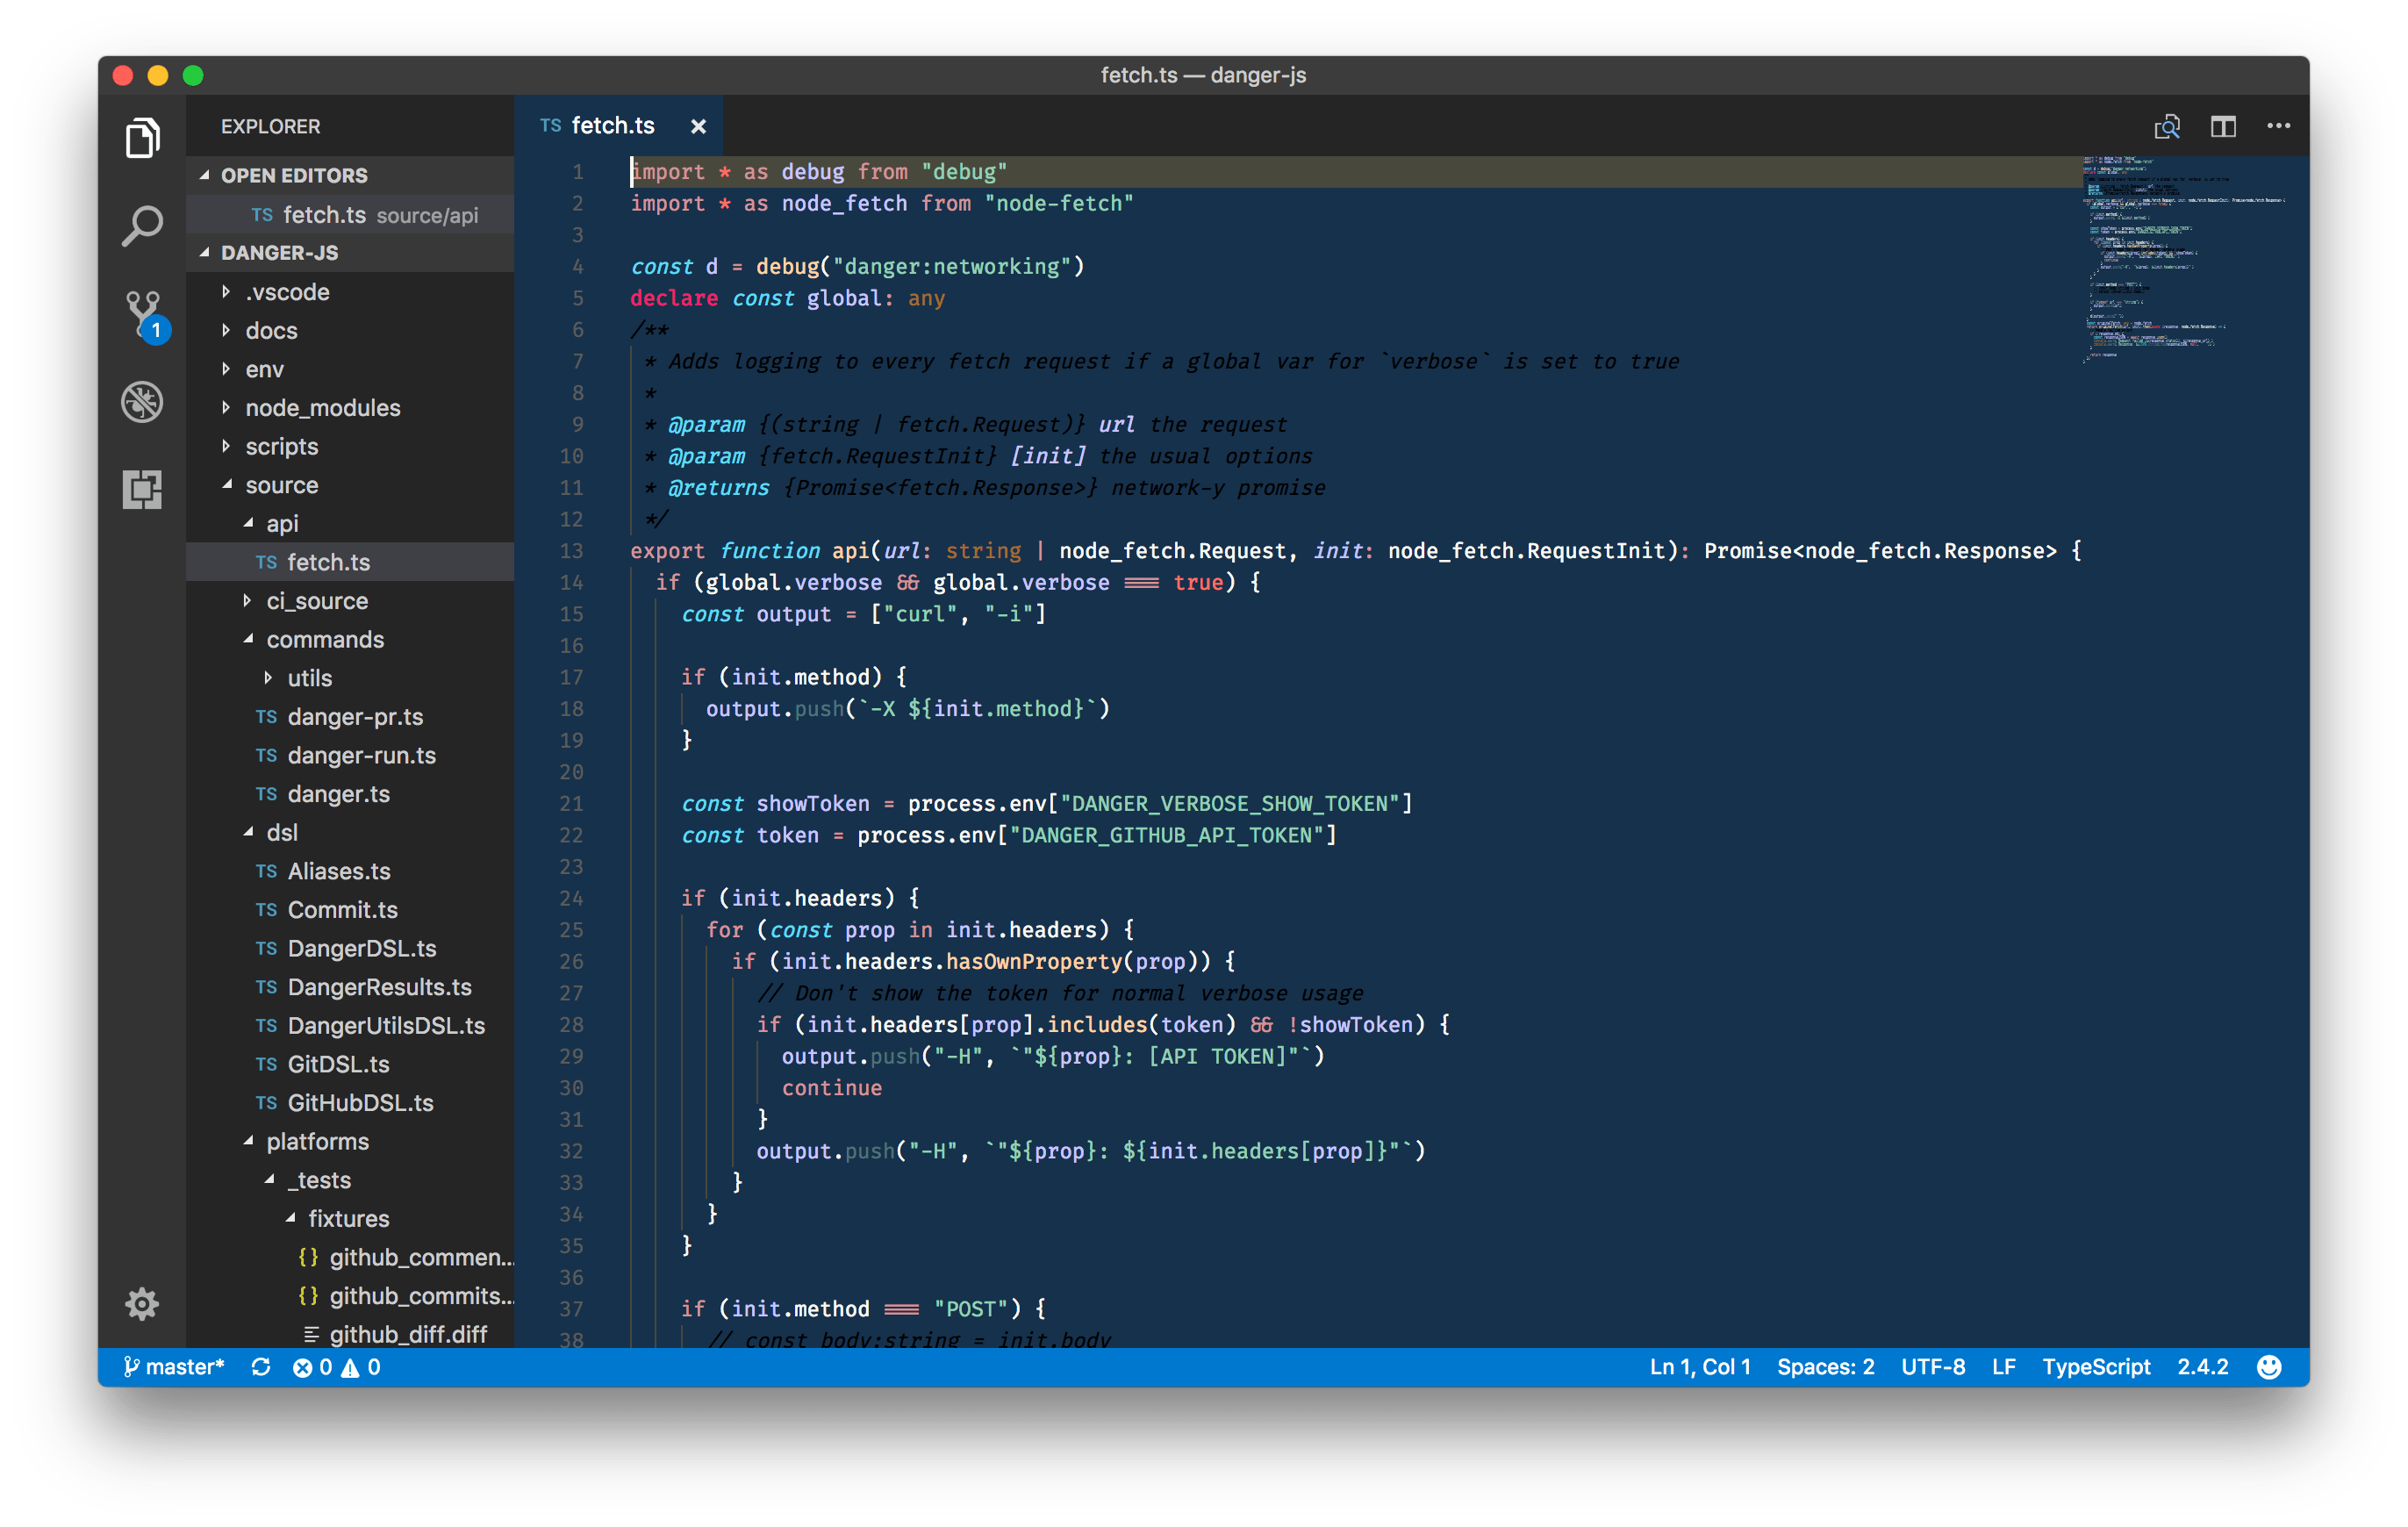 fetch.ts — danger-js
EXPLORER
OPEN EDITORS
TS fetch.ts source/api
DANGER-JS
.vscode
docs
env
node_modules
scripts
source
api
TS fetch.ts
ci_source
commands
utils
TS danger-pr.ts
TS danger-run.ts
TS danger.ts
dsl
TS Aliases.ts
TS Commit.ts
TS DangerDSL.ts
TS DangerResults.ts
TS DangerUtilsDSL.ts
TS GitDSL.ts
TS GitHubDSL.ts
platforms
_tests
fixtures
{} github_commen...
{} github_commits...
github_diff.diff
1
TS fetch.ts ×
1 import * as debug from "debug"
2 import * as node_fetch from "node-fetch"
3
4 const d = debug("danger:networking")
5 declare const global: any
6 /**
7 * Adds logging to every fetch request if a global var for `verbose` is set to true
8 *
9 * @param {(string | fetch.Request)} url the request
10 * @param {fetch.RequestInit} [init] the usual options
11 * @returns {Promise<fetch.Response>} network-y promise
12 */
13 export function api(url: string | node_fetch.Request, init: node_fetch.RequestInit): Promise<node_fetch.Response> {
14 if (global.verbose && global.verbose === true) {
15 const output = ["curl", "-i"]
16
17 if (init.method) {
18 output.push(`-X ${init.method}`)
19 }
20
21 const showToken = process.env["DANGER_VERBOSE_SHOW_TOKEN"]
22 const token = process.env["DANGER_GITHUB_API_TOKEN"]
23
24 if (init.headers) {
25 for (const prop in init.headers) {
26 if (init.headers.hasOwnProperty(prop)) {
27 // Don't show the token for normal verbose usage
28 if (init.headers[prop].includes(token) && !showToken) {
29 output.push("-H", `"${prop}: [API TOKEN]"`)
30 continue
31 }
32 output.push("-H", `"${prop}: ${init.headers[prop]}"`)
33 }
34 }
35 }
36
37 if (init.method === "POST") {
38 // const body:string = init.body
master* 0 0
Ln 1, Col 1 Spaces: 2 UTF-8 LF TypeScript 2.4.2